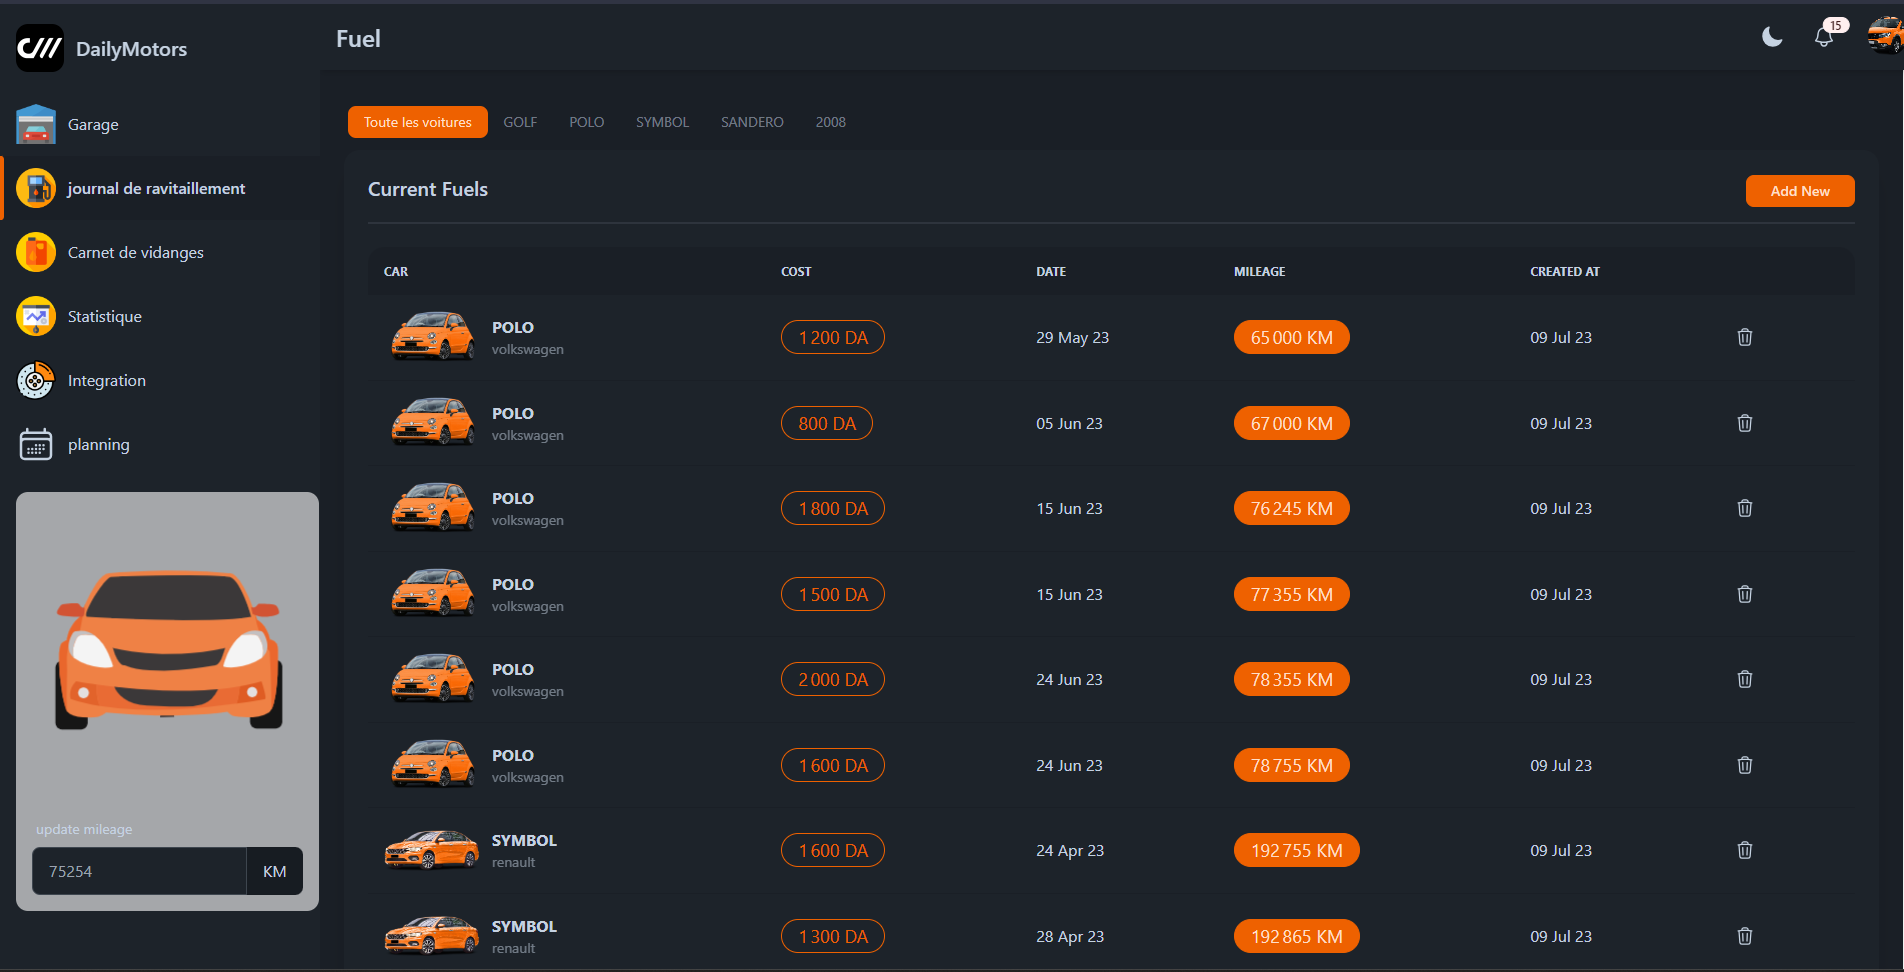 DailyMotors
Fuel
15
Garage
journal de ravitaillement
Carnet de vidanges
Statistique
Integration
planning
update mileage
75254 KM
Toute les voitures GOLF POLO SYMBOL SANDERO 2008
Current Fuels
Add New
CAR COST DATE MILEAGE CREATED AT
POLO
volkswagen
1 200 DA 29 May 23 65 000 KM 09 Jul 23
POLO
volkswagen
800 DA 05 Jun 23 67 000 KM 09 Jul 23
POLO
volkswagen
1 800 DA 15 Jun 23 76 245 KM 09 Jul 23
POLO
volkswagen
1 500 DA 15 Jun 23 77 355 KM 09 Jul 23
POLO
volkswagen
2 000 DA 24 Jun 23 78 355 KM 09 Jul 23
POLO
volkswagen
1 600 DA 24 Jun 23 78 755 KM 09 Jul 23
SYMBOL
renault
1 600 DA 24 Apr 23 192 755 KM 09 Jul 23
SYMBOL
renault
1 300 DA 28 Apr 23 192 865 KM 09 Jul 23